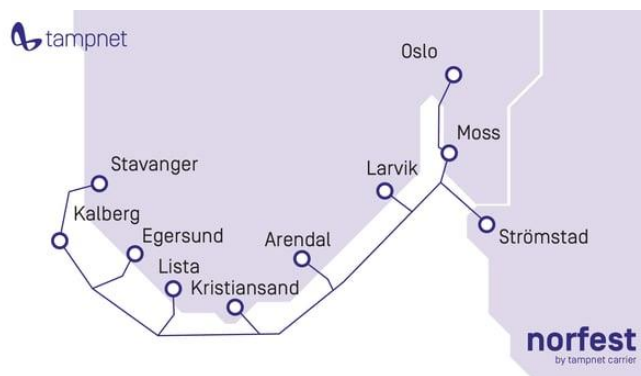 tampnet
Oslo
Moss
Stavanger
Larvik
Kalberg
Egersund
Arendal
Strömstad
Lista
Kristiansand
norfest
by tampnet carrier